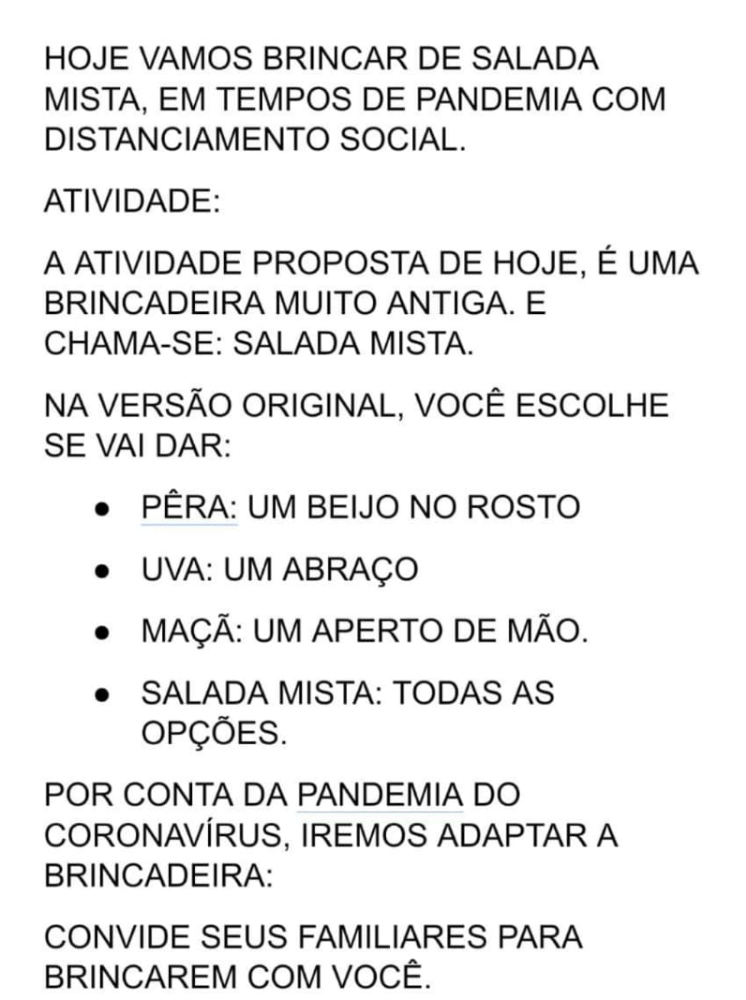 HOJE VAMOS BRINCAR DE SALADA
MISTA, EM TEMPOS DE PANDEMIA COM
DISTANCIAMENTO SOCIAL.
ATIVIDADE:
A ATIVIDADE PROPOSTA DE HOJE, É UMA
BRINCADEIRA MUITO ANTIGA. E
CHAMA-SE: SALADA MISTA.
NA VERSÃO ORIGINAL, VOCÊ ESCOLHE
SE VAI DAR:
● PÊRA: UM BEIJO NO ROSTO
● UVA: UM ABRAÇO
● MAÇÃ: UM APERTO DE MÃO.
● SALADA MISTA: TODAS AS
OPÇÕES.
POR CONTA DA PANDEMIA DO
CORONAVÍRUS, IREMOS ADAPTAR A
BRINCADEIRA:
CONVIDE SEUS FAMILIARES PARA
BRINCAREM COM VOCÊ.